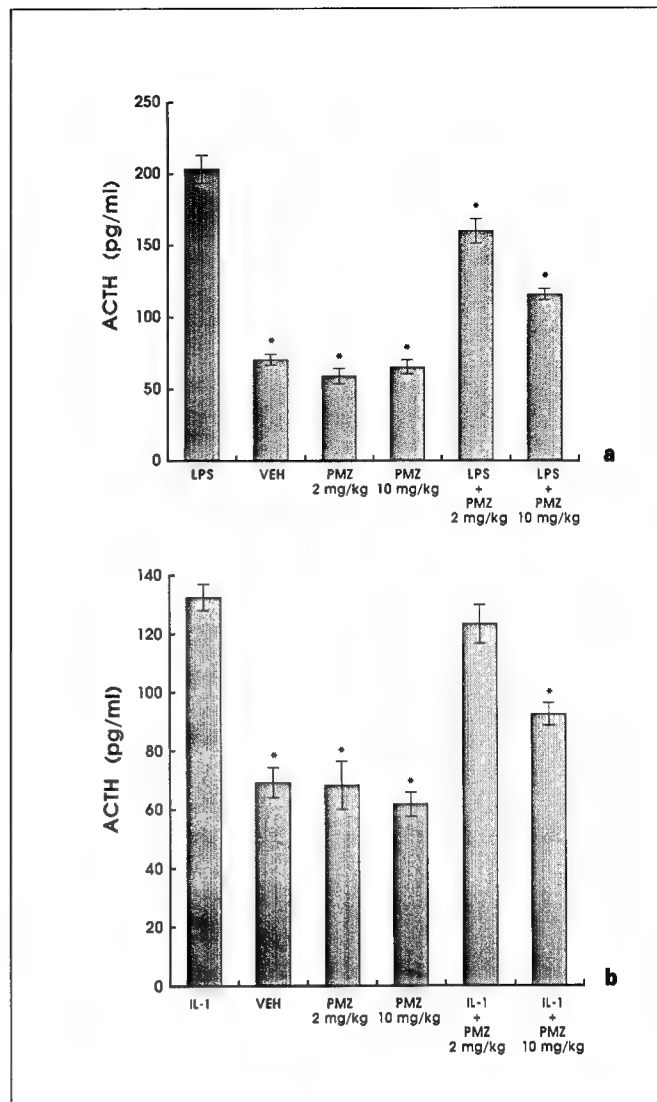 250
200
150
100
50
0
ACTH (pg/ml)
*
*
*
*
*
LPS VEH PMZ PMZ LPS LPS
2 mg/kg 10 mg/kg + +
PMZ PMZ
2 mg/kg 10 mg/kg
a
140
120
100
80
60
40
20
0
ACTH (pg/ml)
*
*
*
*
IL-1 VEH PMZ PMZ IL-1 IL-1
2 mg/kg 10 mg/kg + +
PMZ PMZ
2 mg/kg 10 mg/kg
b